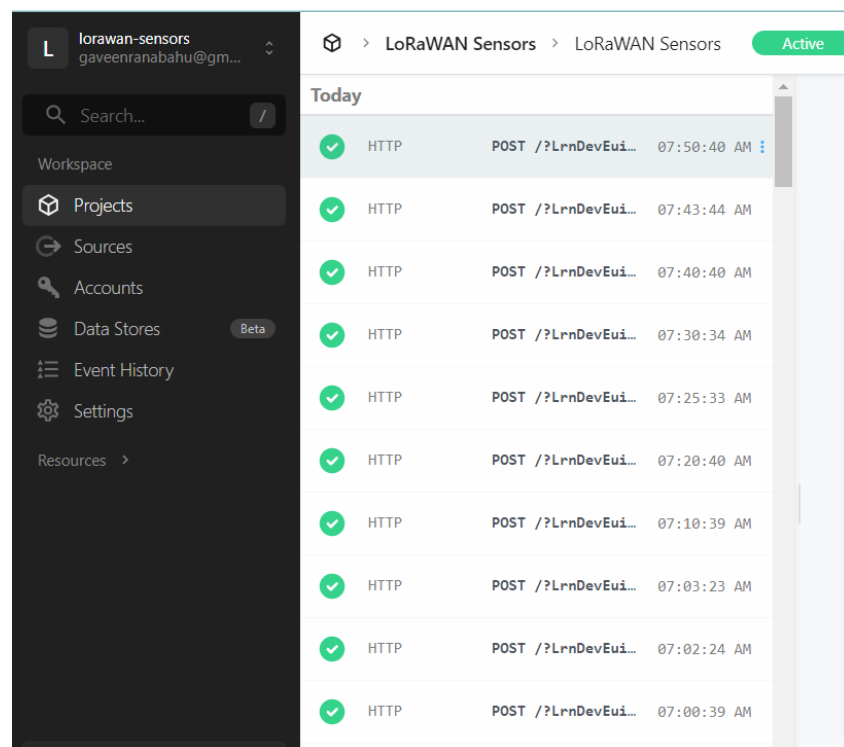 L
lorawan-sensors
gaveenranabahu@gm...
Search...
/
Workspace
Projects
Sources
Accounts
Data Stores
Beta
Event History
Settings
Resources >
> LoRaWAN Sensors > LoRaWAN Sensors
Active
Today
HTTP POST /?LrnDevEui… 07:50:40 AM
HTTP POST /?LrnDevEui… 07:43:44 AM
HTTP POST /?LrnDevEui… 07:40:40 AM
HTTP POST /?LrnDevEui… 07:30:34 AM
HTTP POST /?LrnDevEui… 07:25:33 AM
HTTP POST /?LrnDevEui… 07:20:40 AM
HTTP POST /?LrnDevEui… 07:10:39 AM
HTTP POST /?LrnDevEui… 07:03:23 AM
HTTP POST /?LrnDevEui… 07:02:24 AM
HTTP POST /?LrnDevEui… 07:00:39 AM